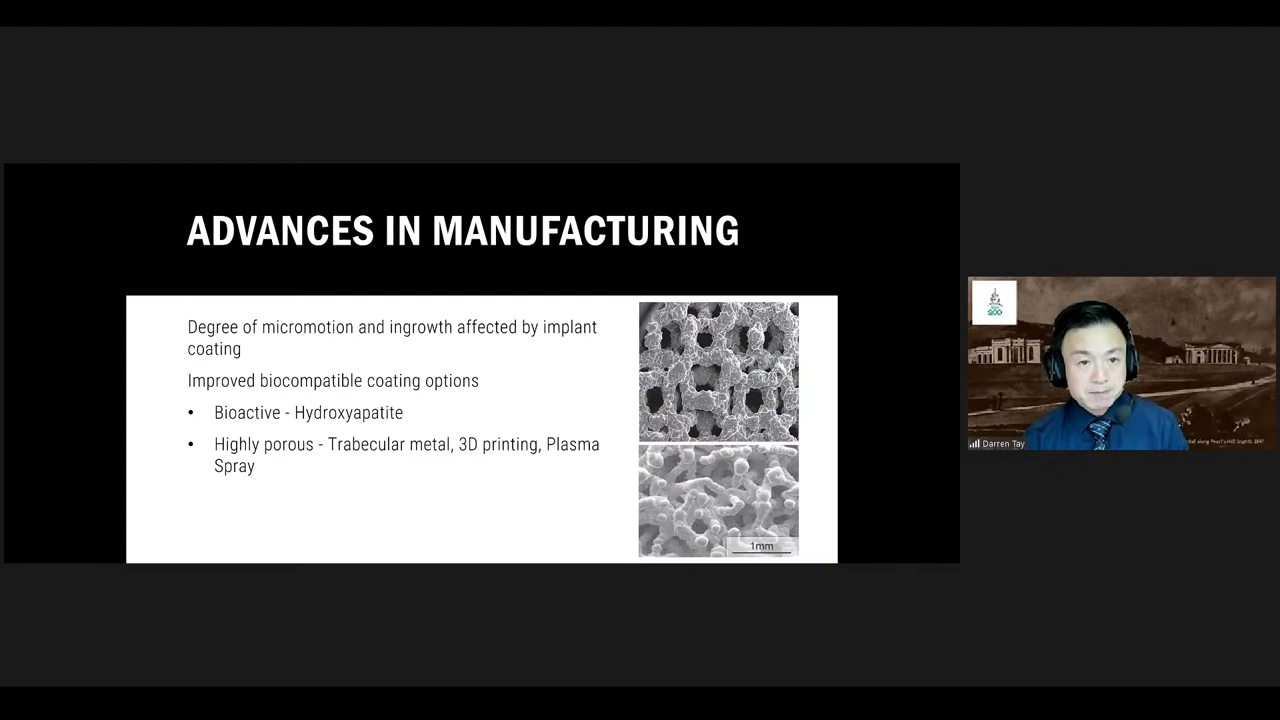 ADVANCES IN MANUFACTURING
Degree of micromotion and ingrowth affected by implant
coating
Improved biocompatible coating options
• Bioactive - Hydroxyapatite
• Highly porous - Trabecular metal, 3D printing, Plasma
Spray
1mm
200
Darren Tay